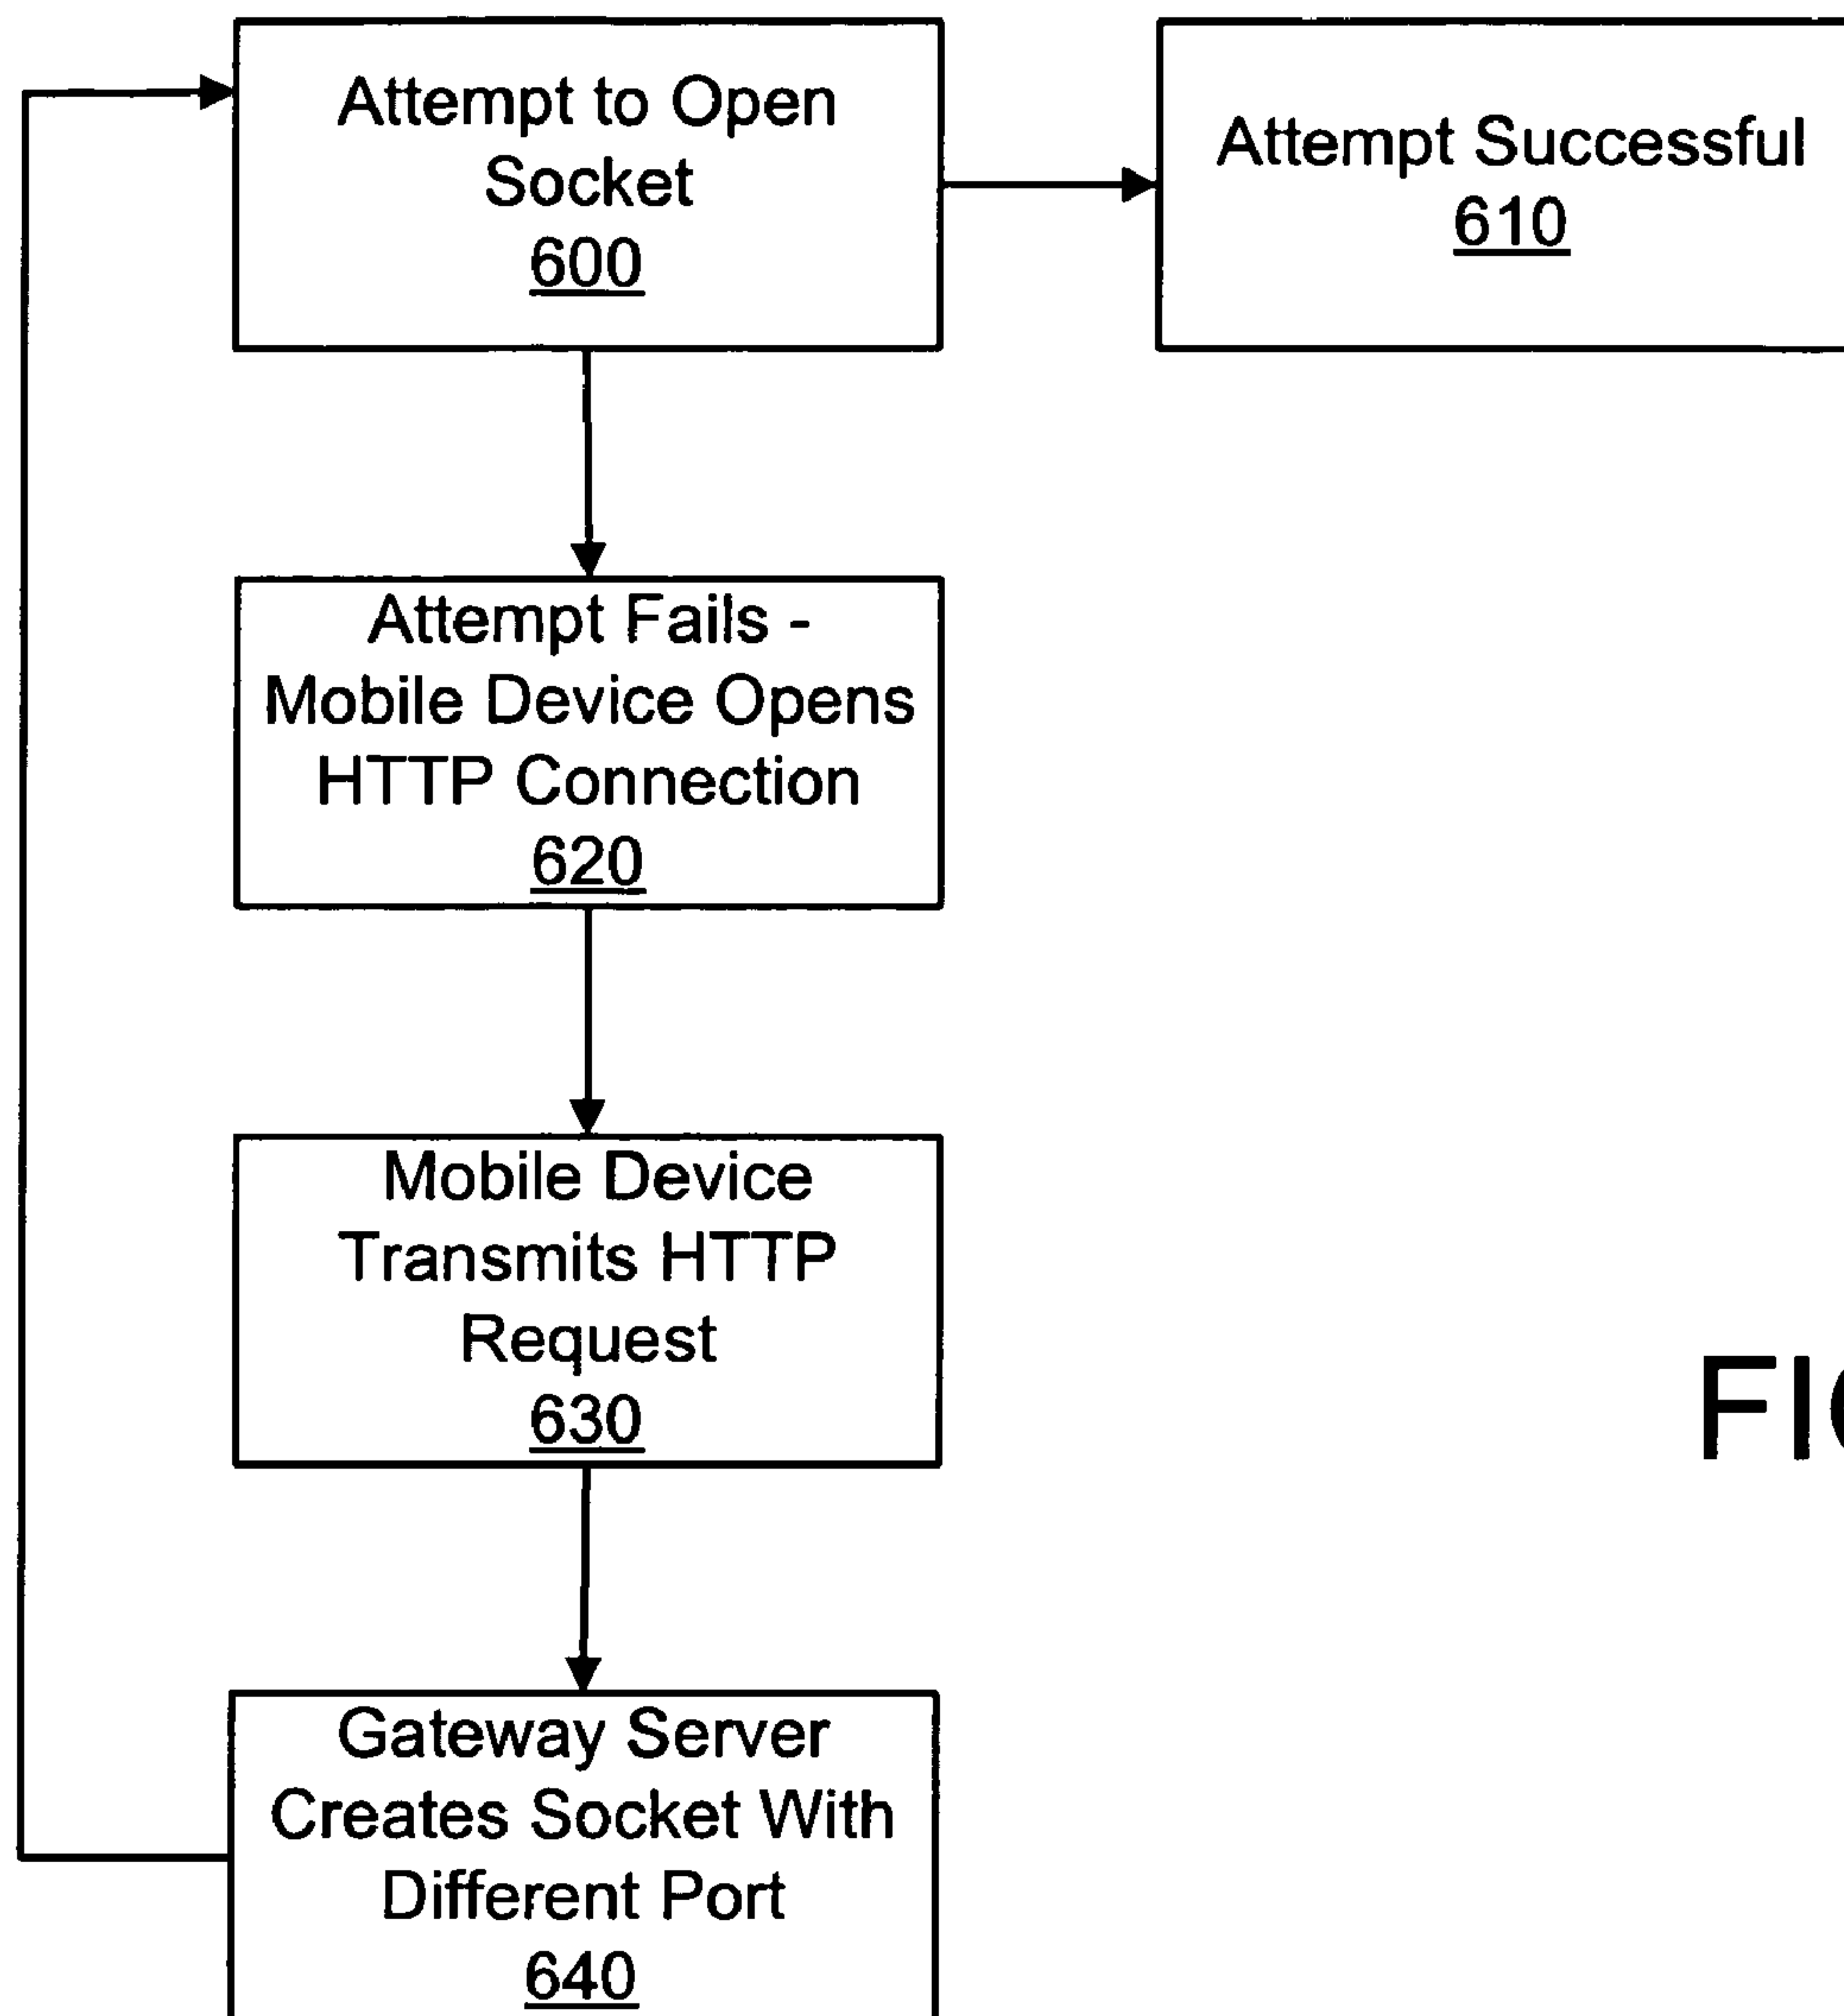 Attempt to Open
Socket
600
Attempt Successful
610
Attempt Fails -
Mobile Device Opens
HTTP Connection
620
Mobile Device
Transmits HTTP
Request
630
Gateway Server
Creates Socket With
Different Port
640